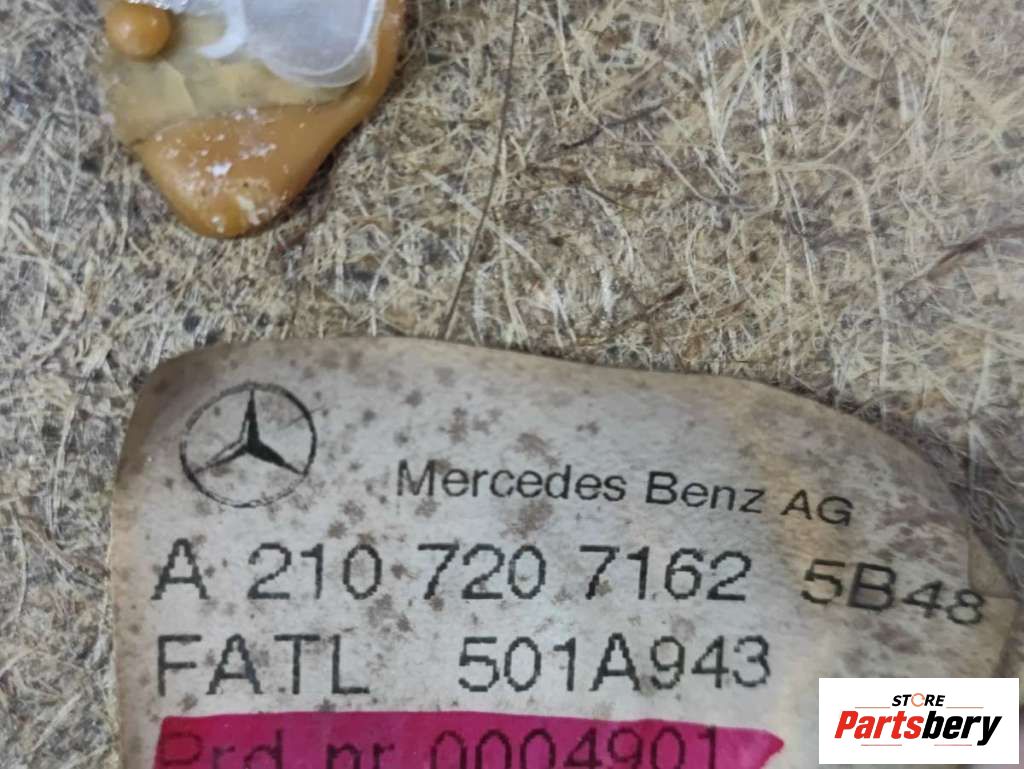 Mercedes Benz AG
A 210 720 7162 5B48
FATL 501A943
Prd.nr.0004901
STORE
Partsbery